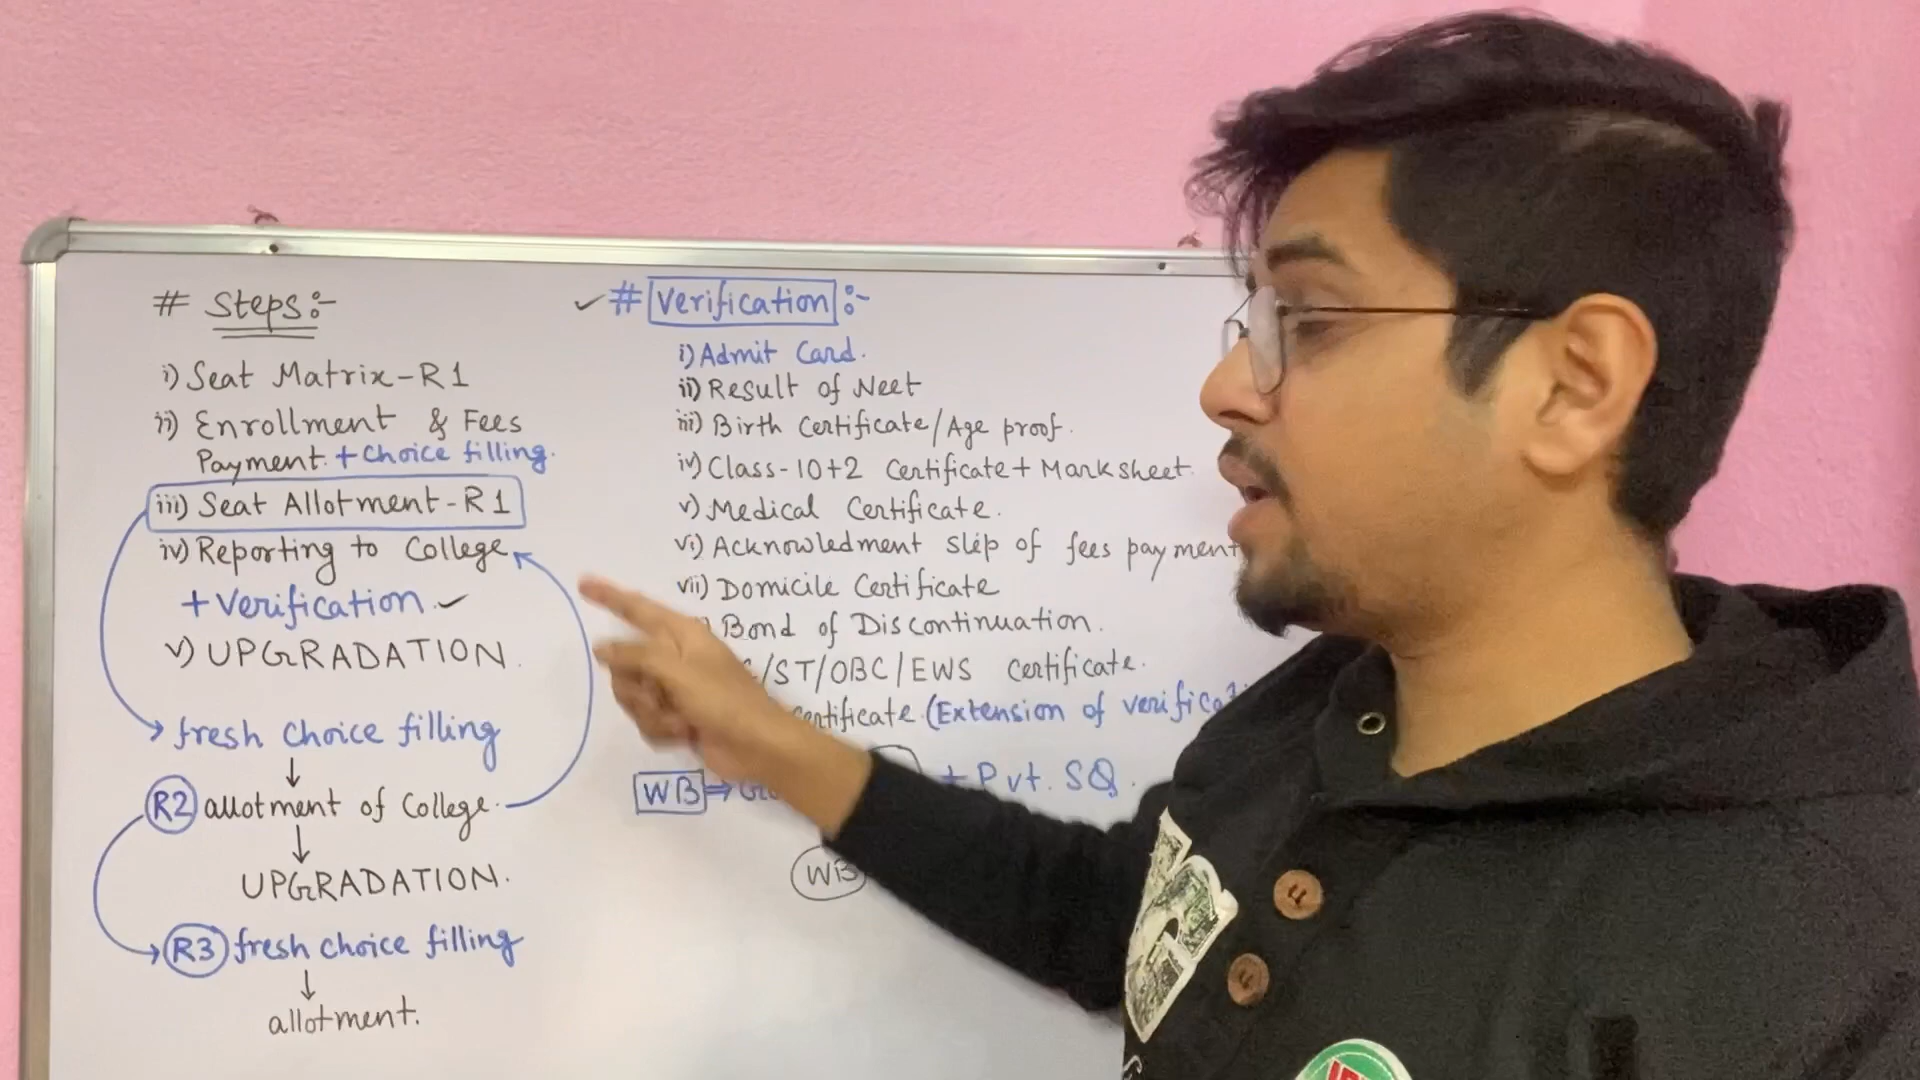 # Steps:-
i) Seat Matrix-R1
ii) Enrollment & Fees
Payment. + Choice filling.
iii) Seat Allotment-R1
iv) Reporting to College
+ Verification ✓
v) UPGRADATION.
fresh choice filling
↓
R2 allotment of College.
↓
UPGRADATION.
R3 fresh choice filling
↓
allotment.
✓ # Verification :-
i) Admit Card.
ii) Result of Neet
iii) Birth Certificate/Age proof.
iv) Class-10+2 Certificate + Marksheet.
v) Medical Certificate.
vi) Acknowledment slip of fees payment
vii) Domicile Certificate
) Bond of Discontinuation.
/ST/OBC/EWS Certificate.
certificate. (Extension of
WB ⇒ + Pvt. SQ.
WB